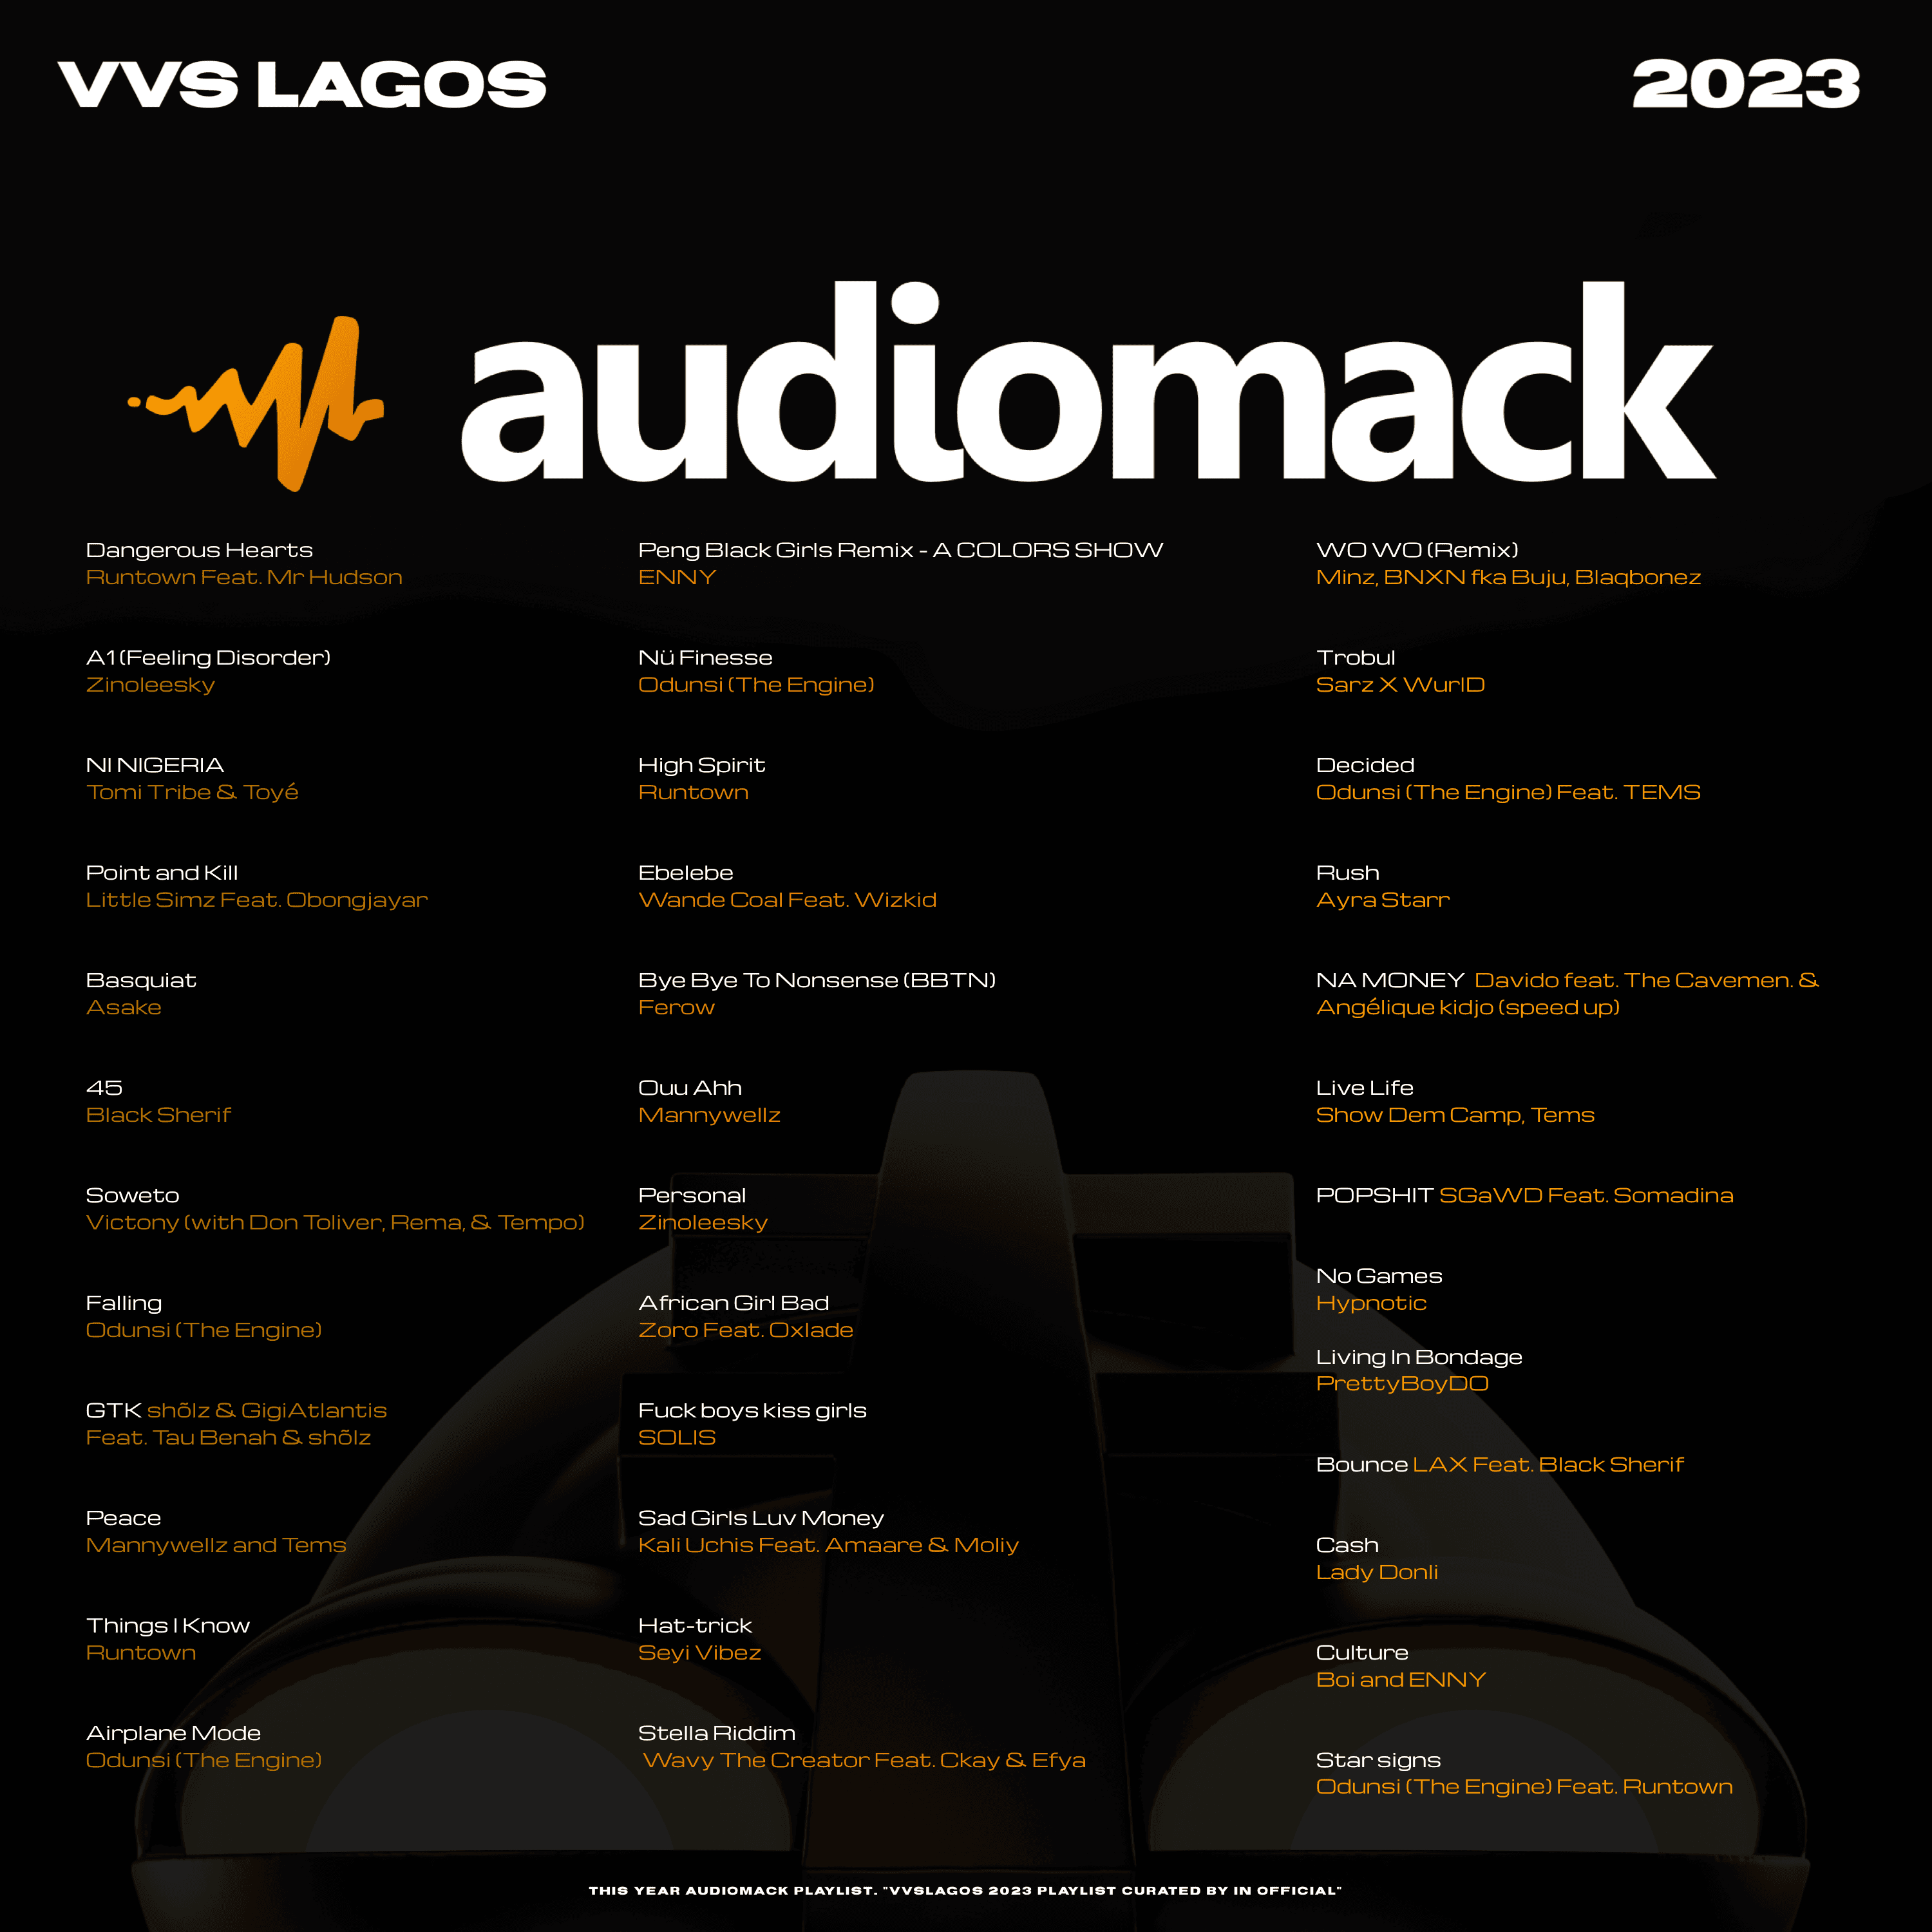 VVS LAGOS
2023
audiomack
Dangerous Hearts
Runtown Feat. Mr Hudson
A1 (Feeling Disorder)
Zinoleesky
NI NIGERIA
Tomi Tribe & Toyé
Point and Kill
Little Simz Feat. Obongjayar
Basquiat
Asake
45
Black Sherif
Soweto
Victony (with Don Toliver, Rema, & Tempo)
Falling
Odunsi (The Engine)
GTK shõlz & GigiAtlantis
Feat. Tau Benah & shõlz
Peace
Mannywellz and Tems
Things I Know
Runtown
Airplane Mode
Odunsi (The Engine)
Peng Black Girls Remix - A COLORS SHOW
ENNY
Nü Finesse
Odunsi (The Engine)
High Spirit
Runtown
Ebelebe
Wande Coal Feat. Wizkid
Bye Bye To Nonsense (BBTN)
Ferow
Ouu Ahh
Mannywellz
Personal
Zinoleesky
African Girl Bad
Zoro Feat. Oxlade
Fuck boys kiss girls
SOLIS
Sad Girls Luv Money
Kali Uchis Feat. Amaare & Moliy
Hat-trick
Seyi Vibez
Stella Riddim
Wavy The Creator Feat. Ckay & Efya
WO WO (Remix)
Minz, BNXN fka Buju, Blaqbonez
Trobul
Sarz X WurlD
Decided
Odunsi (The Engine) Feat. TEMS
Rush
Ayra Starr
NA MONEY Davido feat. The Cavemen. &
Angélique kidjo (speed up)
Live Life
Show Dem Camp, Tems
POPSHIT SGaWD Feat. Somadina
No Games
Hypnotic
Living In Bondage
PrettyBoyDO
Bounce LAX Feat. Black Sherif
Cash
Lady Donli
Culture
Boi and ENNY
Star signs
Odunsi (The Engine) Feat. Runtown
THIS YEAR AUDIOMACK PLAYLIST. "VVSLAGOS 2023 PLAYLIST CURATED BY IN OFFICIAL"